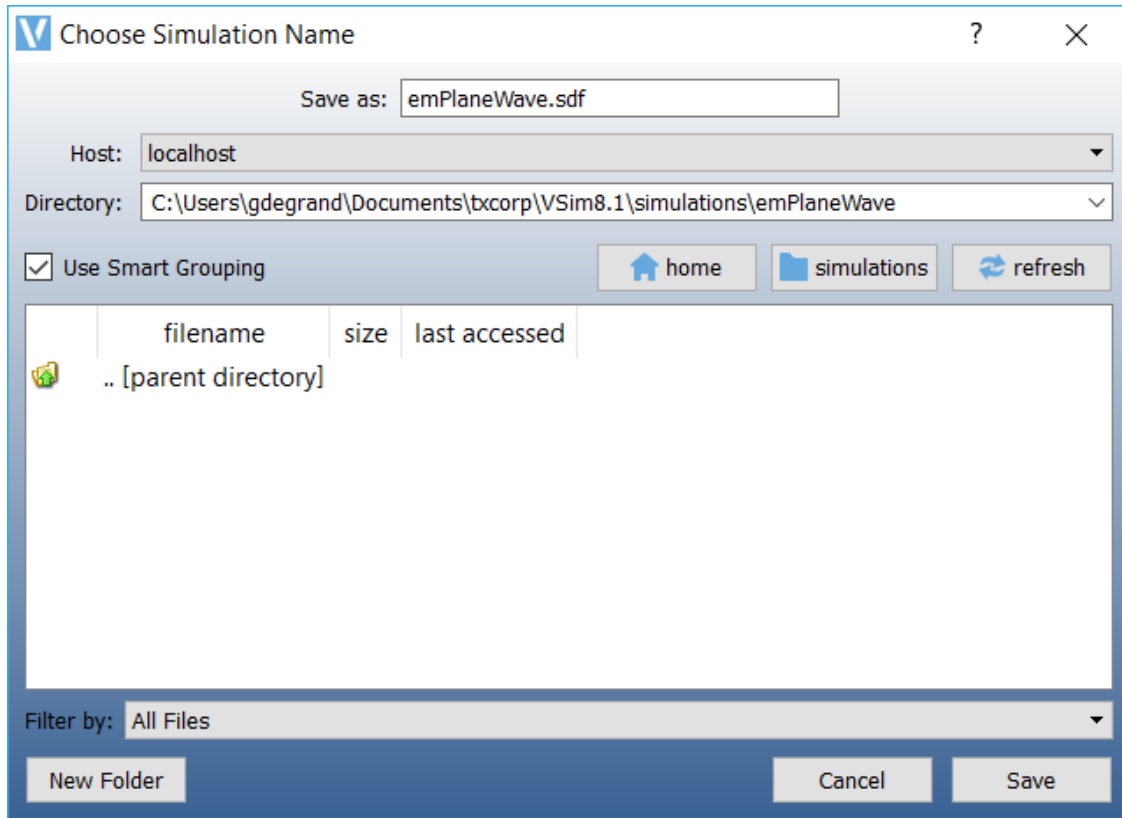 Choose Simulation Name ?
Save as: emPlaneWave.sdf
Host: localhost
Directory: C:\Users\gdegrand\Documents\txcorp\VSim8.1\simulations\emPlaneWave
Use Smart Grouping home simulations refresh
filename size last accessed
.. [parent directory]
Filter by: All Files
New Folder Cancel Save